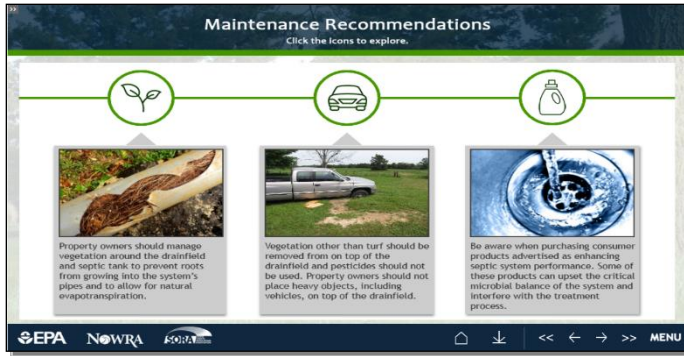 Maintenance Recommendations
Click the icons to explore.
Property owners should manage
vegetation around the drainfield
and septic tank to prevent roots
from growing into the system's
pipes and to allow for natural
evapotranspiration.
Vegetation other than turf should be
removed from on top of the
drainfield and pesticides should not
be used. Property owners should not
place heavy objects, including
vehicles, on top of the drainfield.
Be aware when purchasing consumer
products advertised as enhancing
septic system performance. Some of
these products can upset the critical
microbial balance of the system and
interfere with the treatment
process.
EPA NOWRA SORA << ← → >> MENU